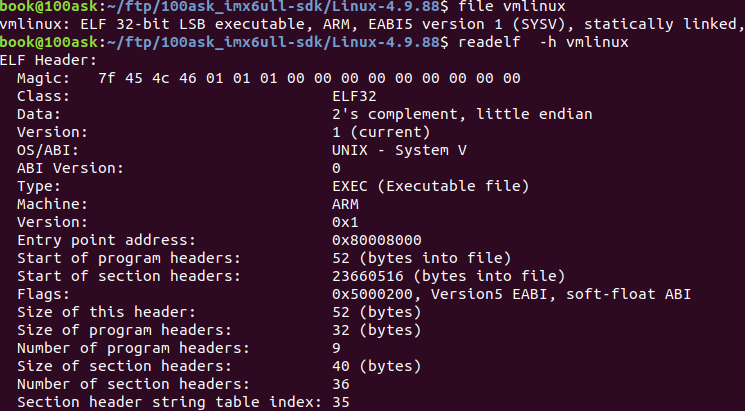 book@100ask:~/ftp/100ask_imx6ull-sdk/Linux-4.9.88$ file vmlinux
vmlinux: ELF 32-bit LSB executable, ARM, EABI5 version 1 (SYSV), statically linked,
book@100ask:~/ftp/100ask_imx6ull-sdk/Linux-4.9.88$ readelf  -h vmlinux
ELF Header:
  Magic:   7f 45 4c 46 01 01 01 00 00 00 00 00 00 00 00 00
  Class:                             ELF32
  Data:                              2's complement, little endian
  Version:                           1 (current)
  OS/ABI:                            UNIX - System V
  ABI Version:                       0
  Type:                              EXEC (Executable file)
  Machine:                           ARM
  Version:                           0x1
  Entry point address:               0x80008000
  Start of program headers:          52 (bytes into file)
  Start of section headers:          23660516 (bytes into file)
  Flags:                             0x5000200, Version5 EABI, soft-float ABI
  Size of this header:               52 (bytes)
  Size of program headers:           32 (bytes)
  Number of program headers:         9
  Size of section headers:           40 (bytes)
  Number of section headers:         36
  Section header string table index: 35